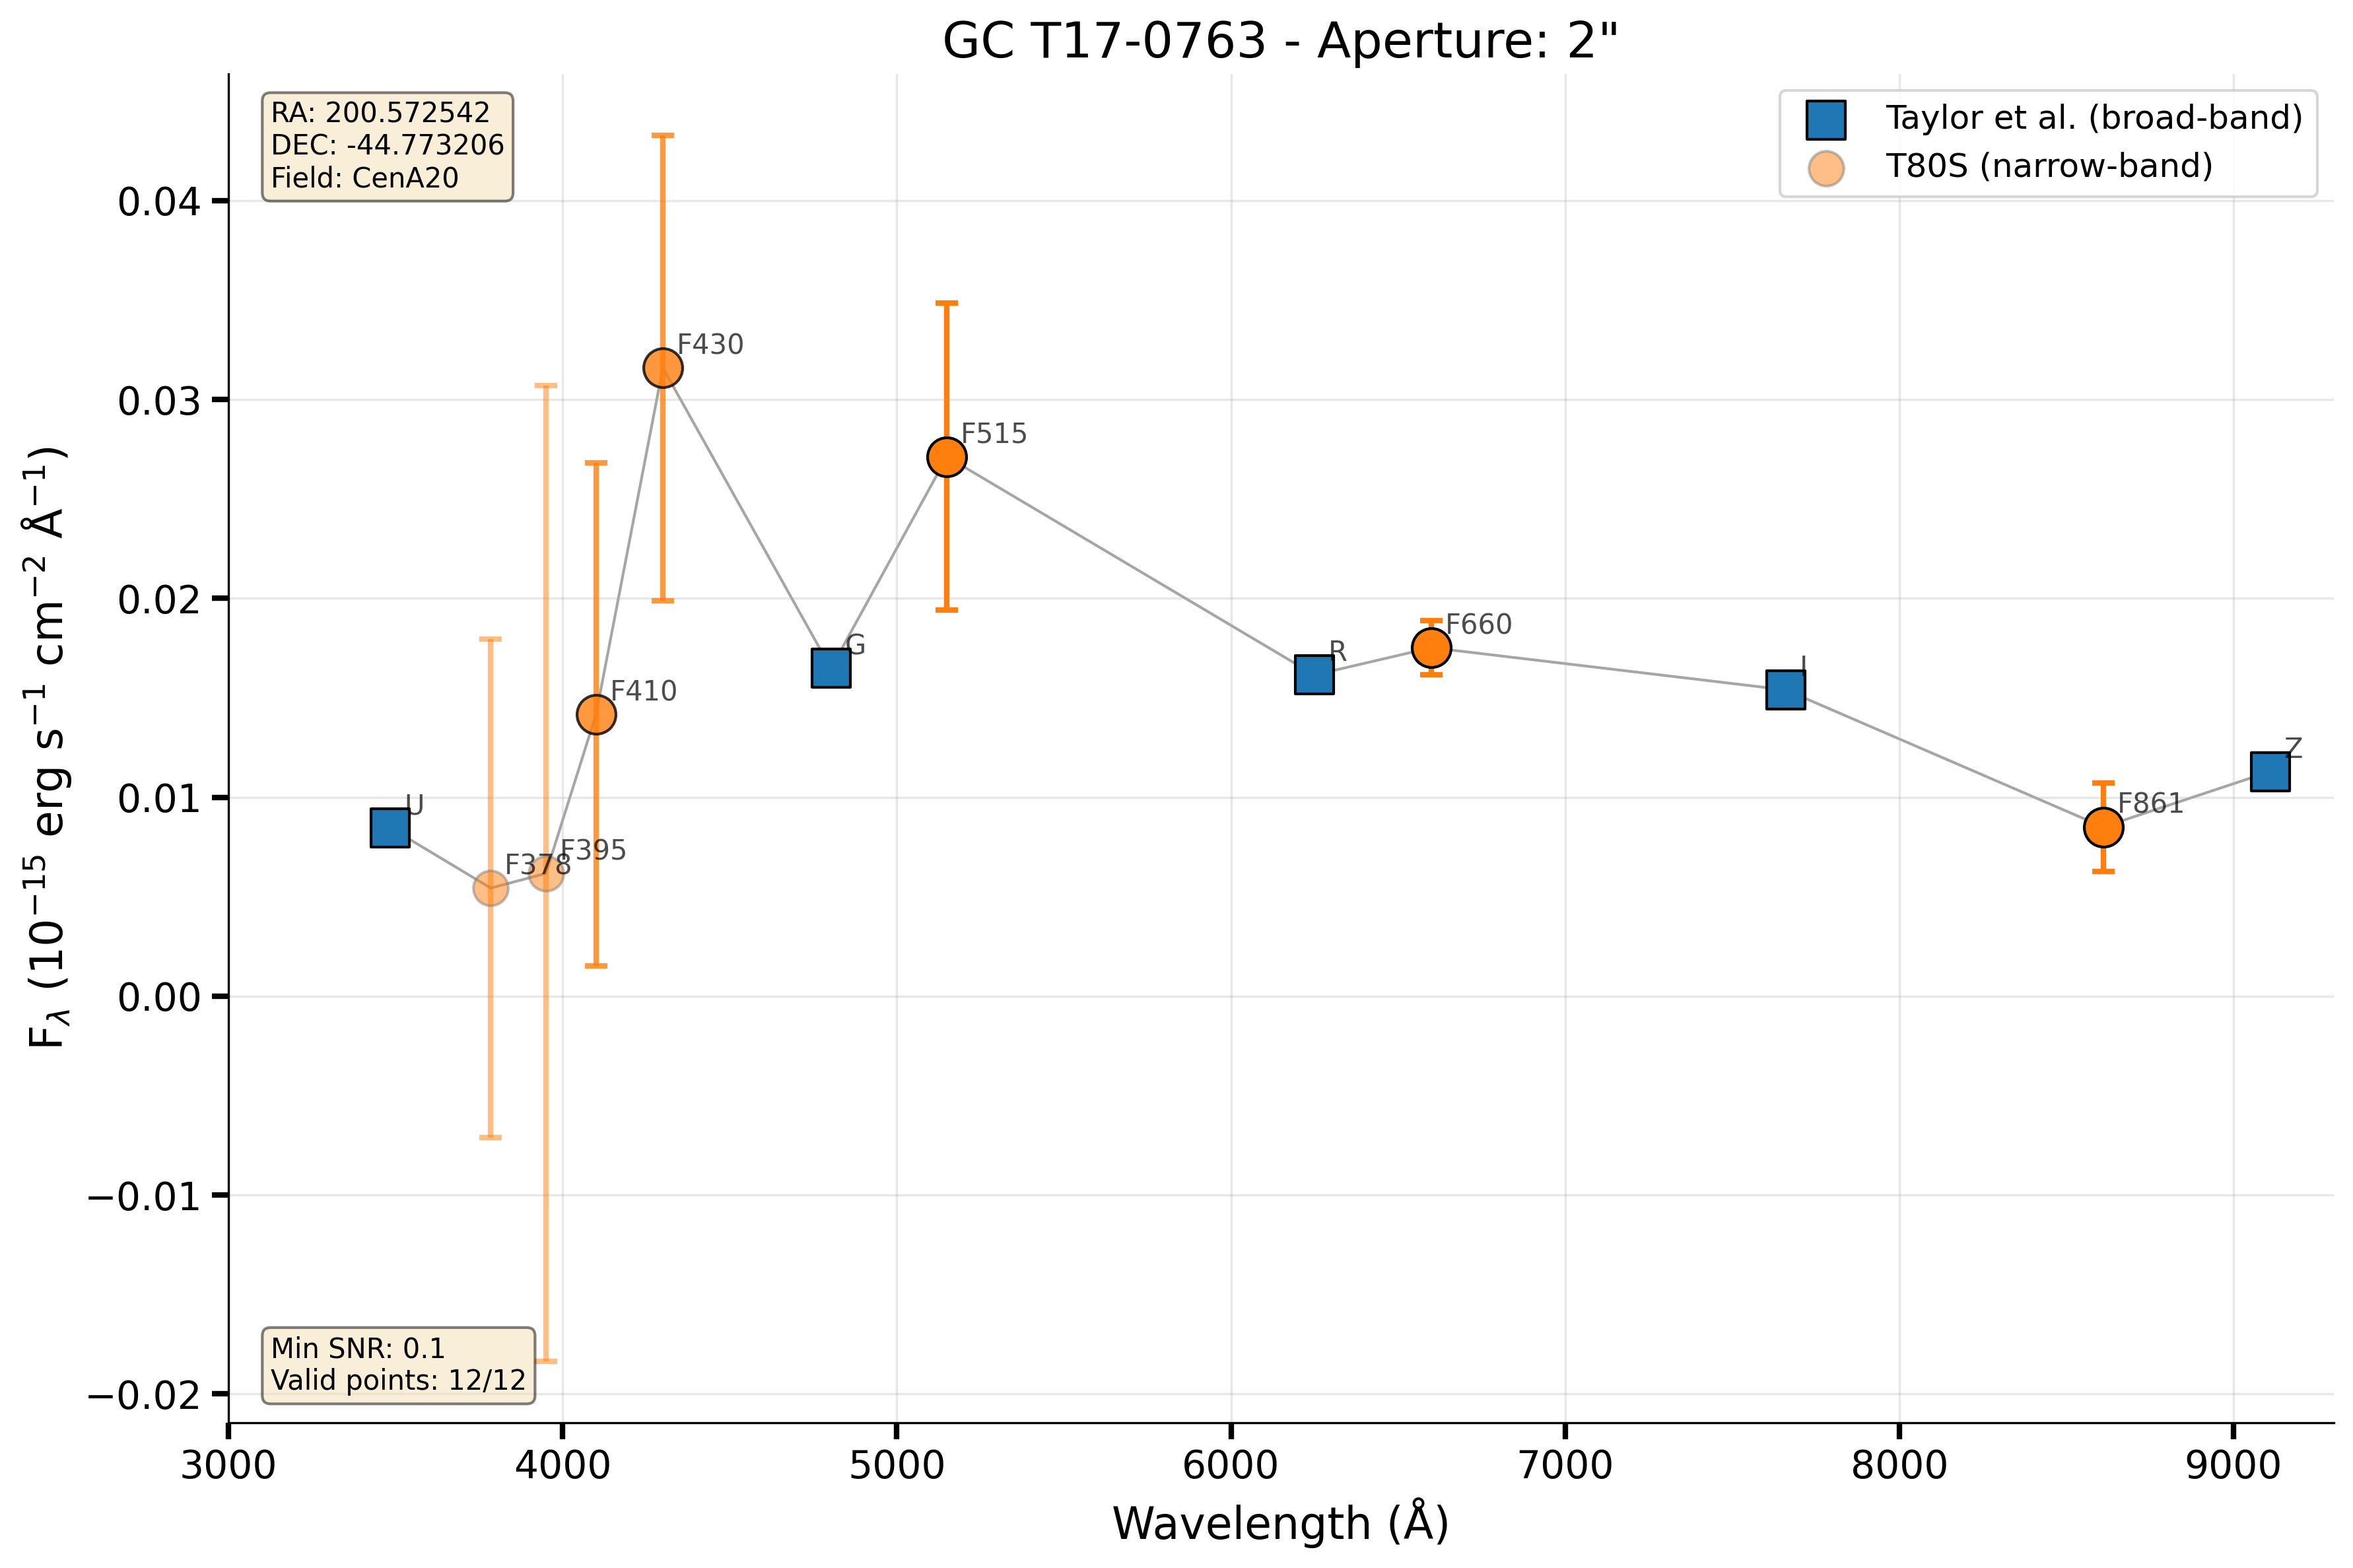 GC T17-0763 - Aperture: 2"
RA: 200.572542
DEC: -44.773206
Field: CenA20
Taylor et al. (broad-band)
T80S (narrow-band)
F430
F515
F410
G
R
F660
I
Z
U
F378
F395
F861
Min SNR: 0.1
Valid points: 12/12
0.04
0.03
0.02
0.01
0.00
−0.01
−0.02
F_λ (10⁻¹⁵ erg s⁻¹ cm⁻² Å⁻¹)
3000 4000 5000 6000 7000 8000 9000
Wavelength (Å)